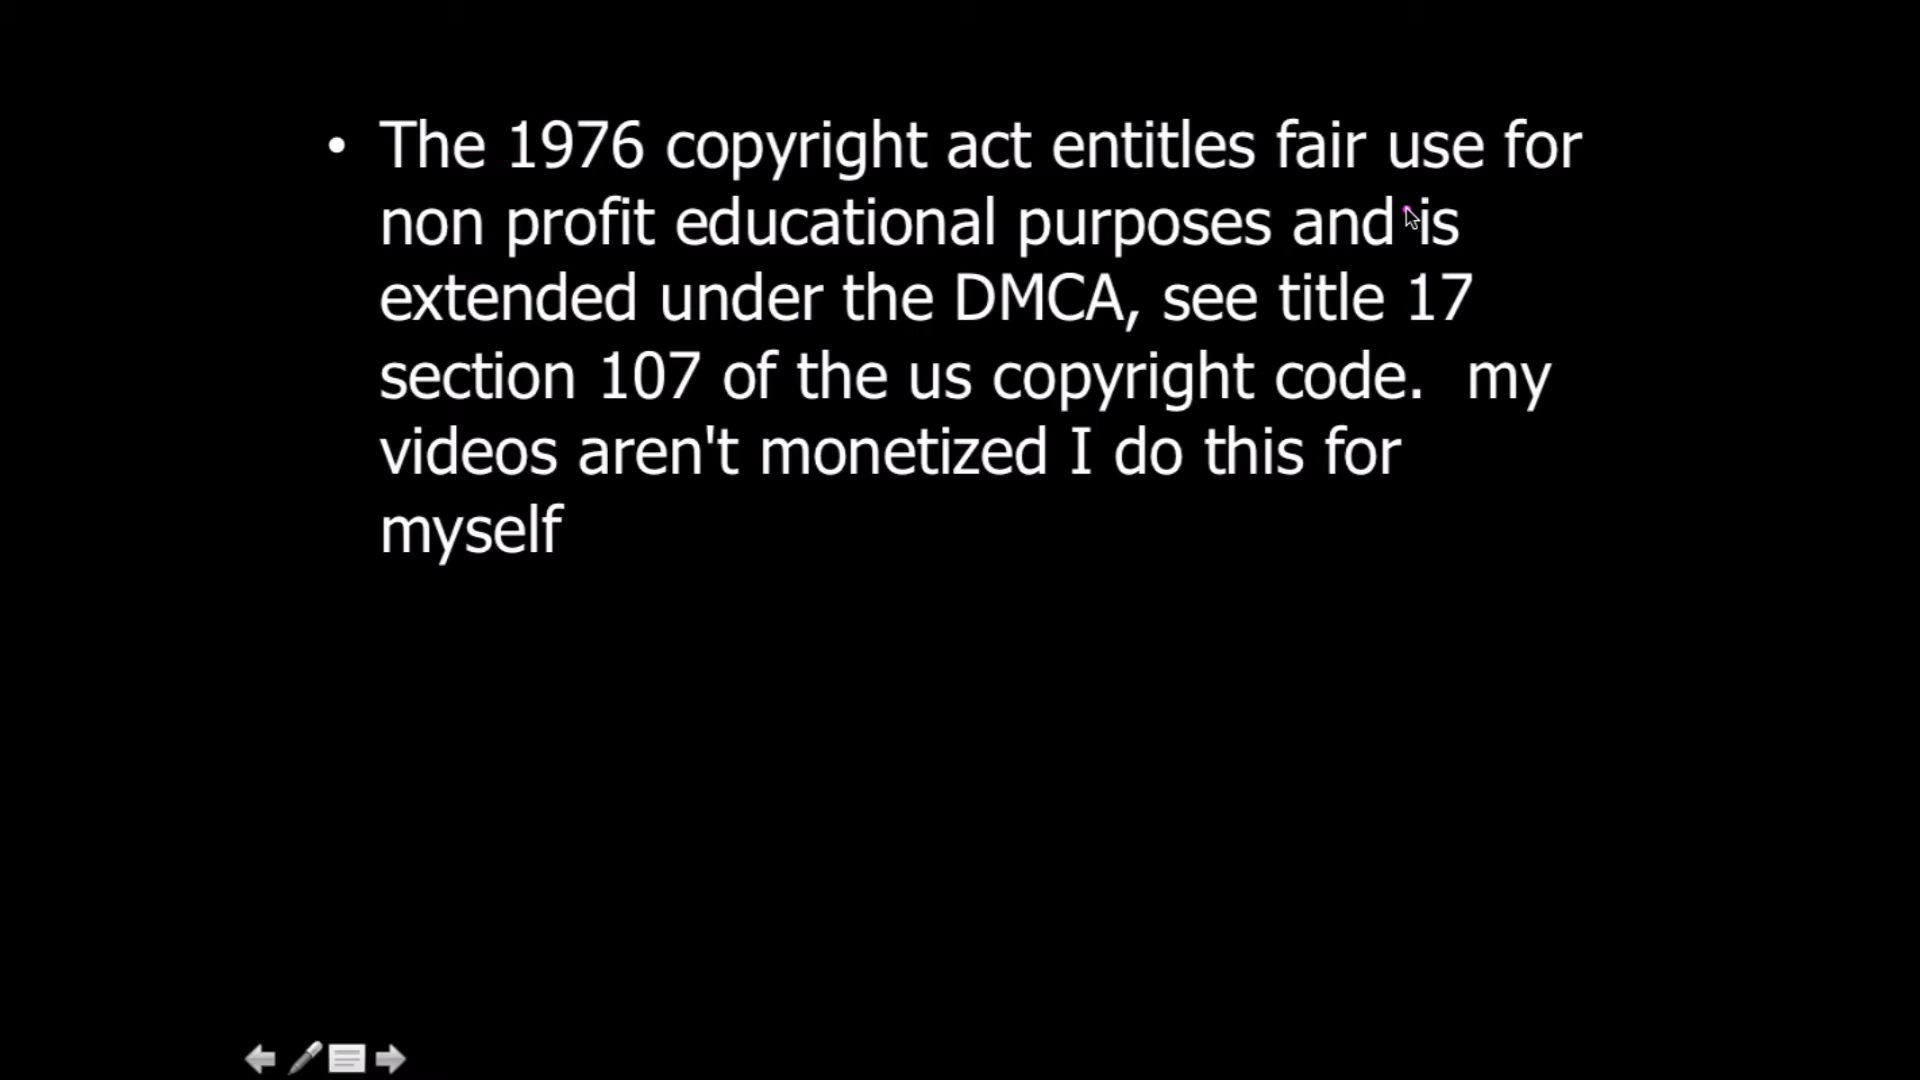 • The 1976 copyright act entitles fair use for
non profit educational purposes and is
extended under the DMCA, see title 17
section 107 of the us copyright code.  my
videos aren't monetized I do this for
myself